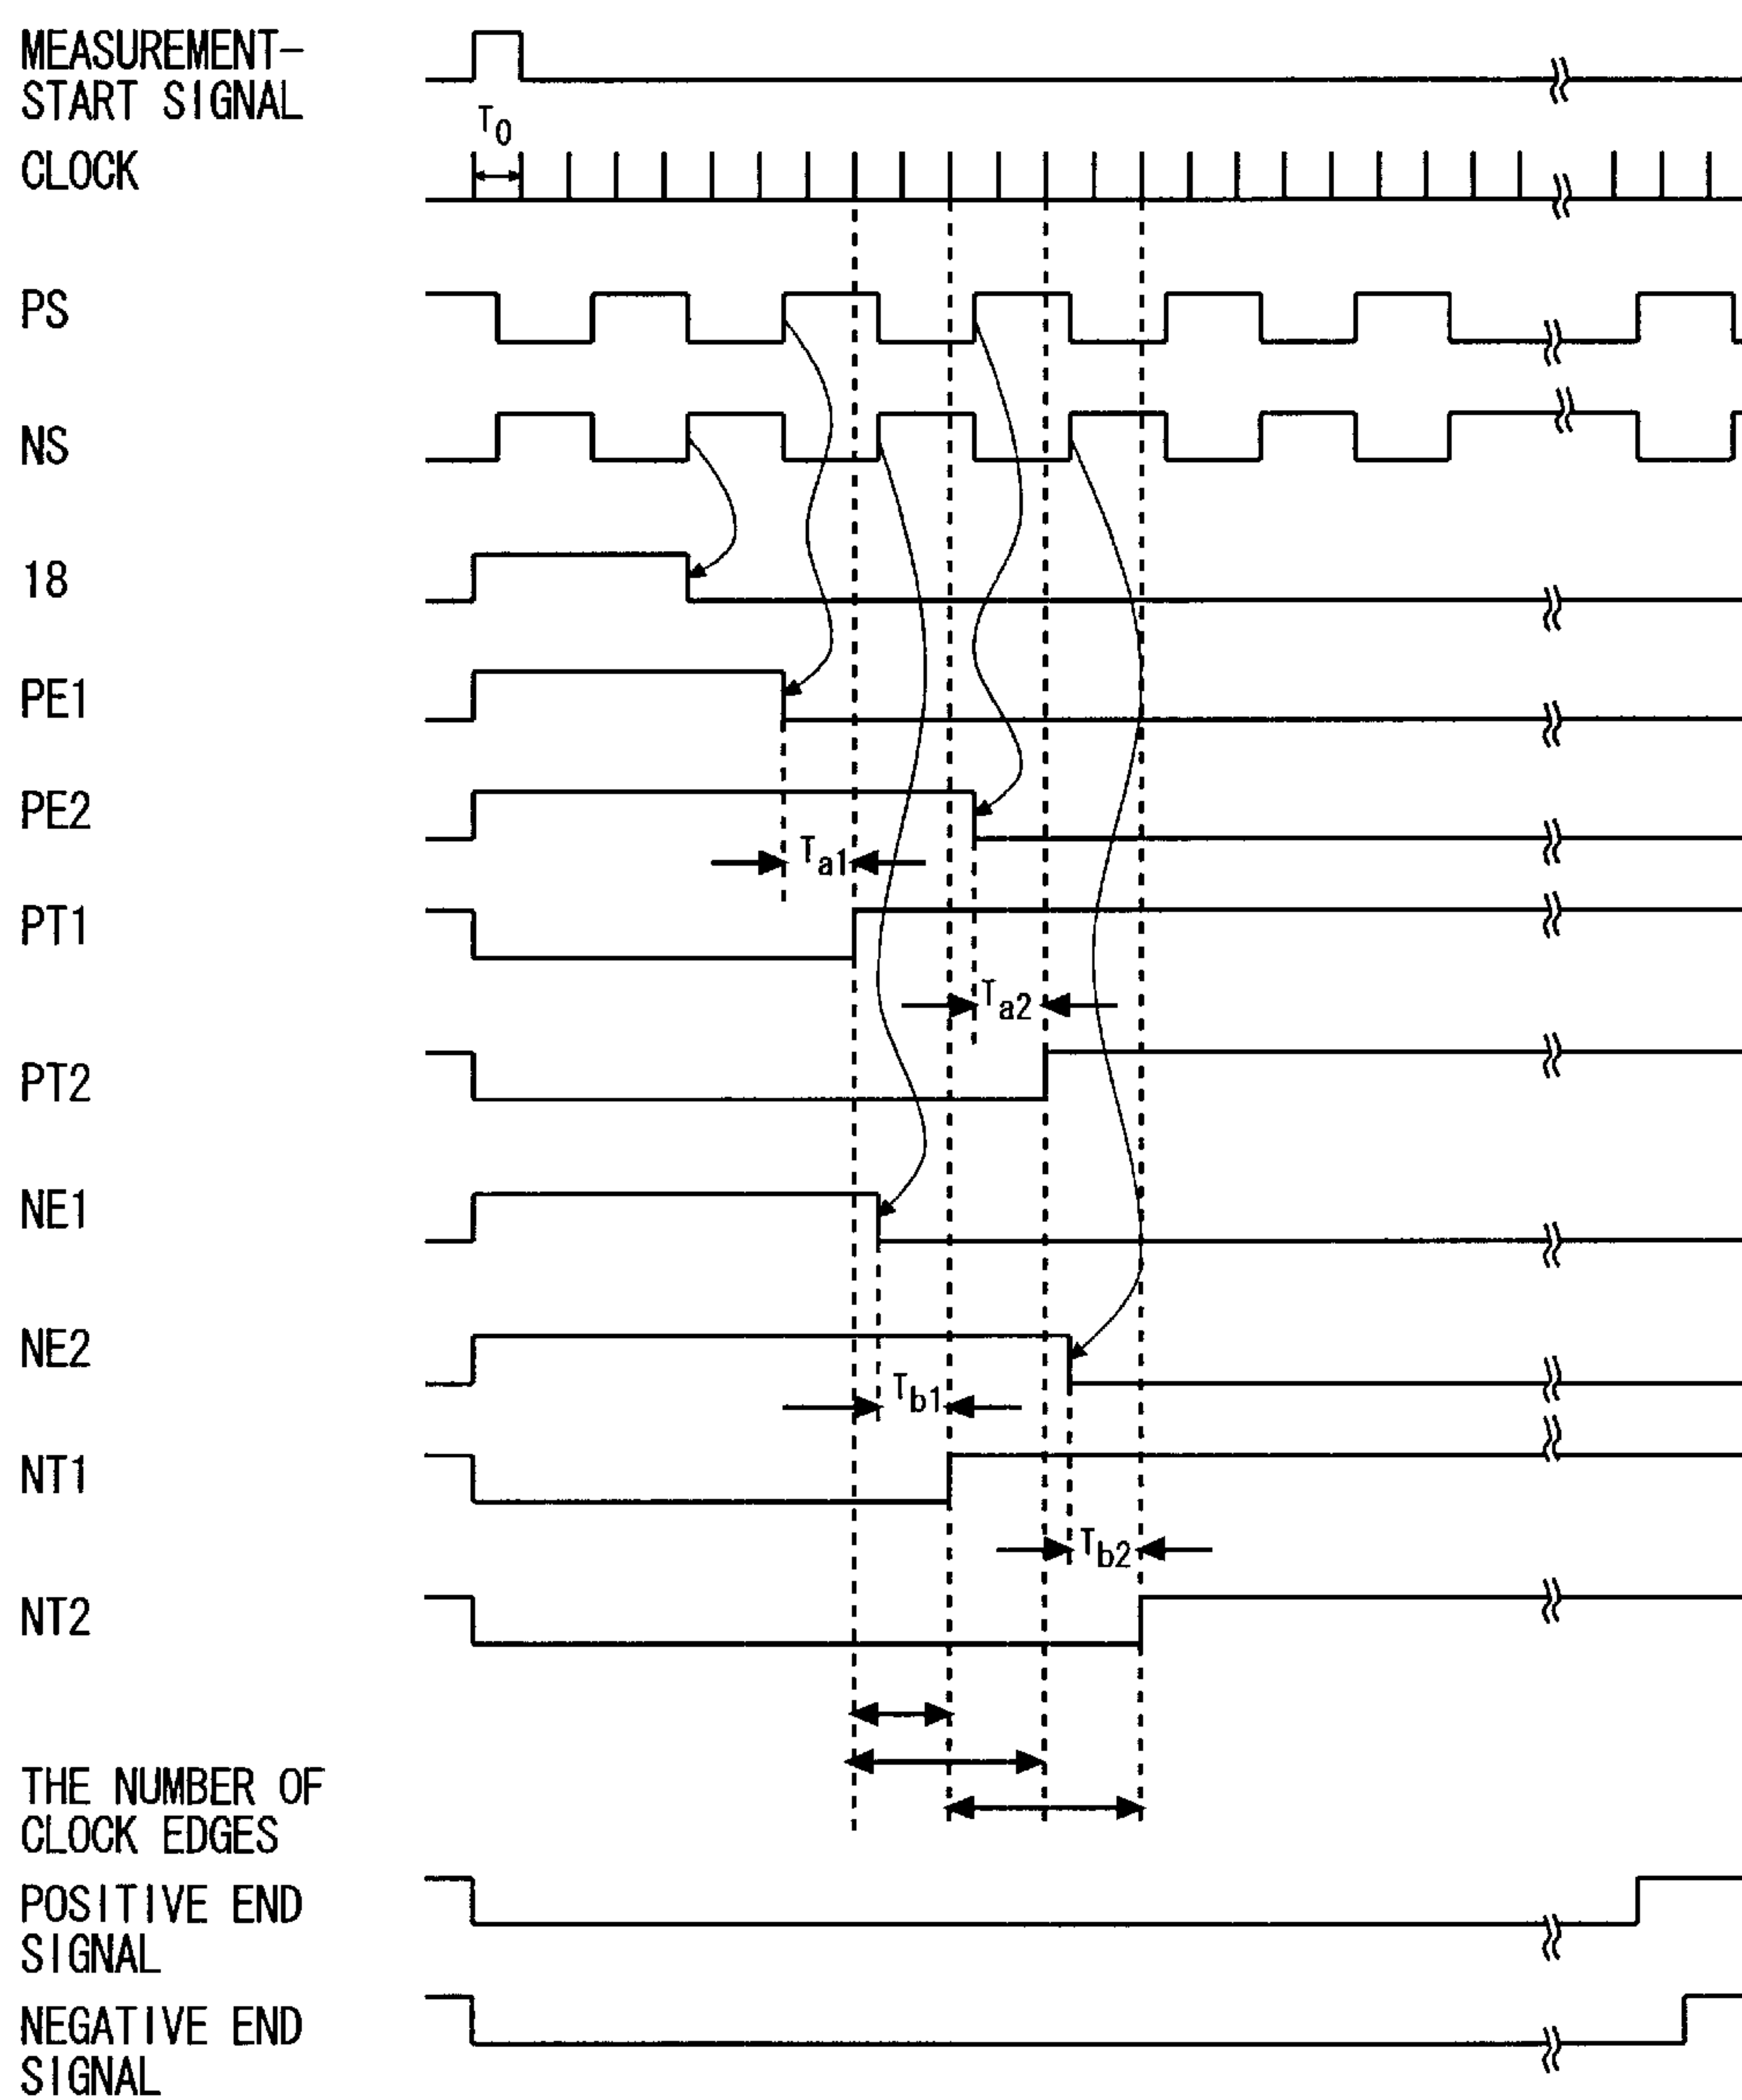 MEASUREMENT-
START SIGNAL
T0
CLOCK
PS
NS
18
PE1
PE2
Ta1
PT1
Ta2
PT2
NE1
NE2
Tb1
NT1
Tb2
NT2
THE NUMBER OF
CLOCK EDGES
POSITIVE END
SIGNAL
NEGATIVE END
SIGNAL